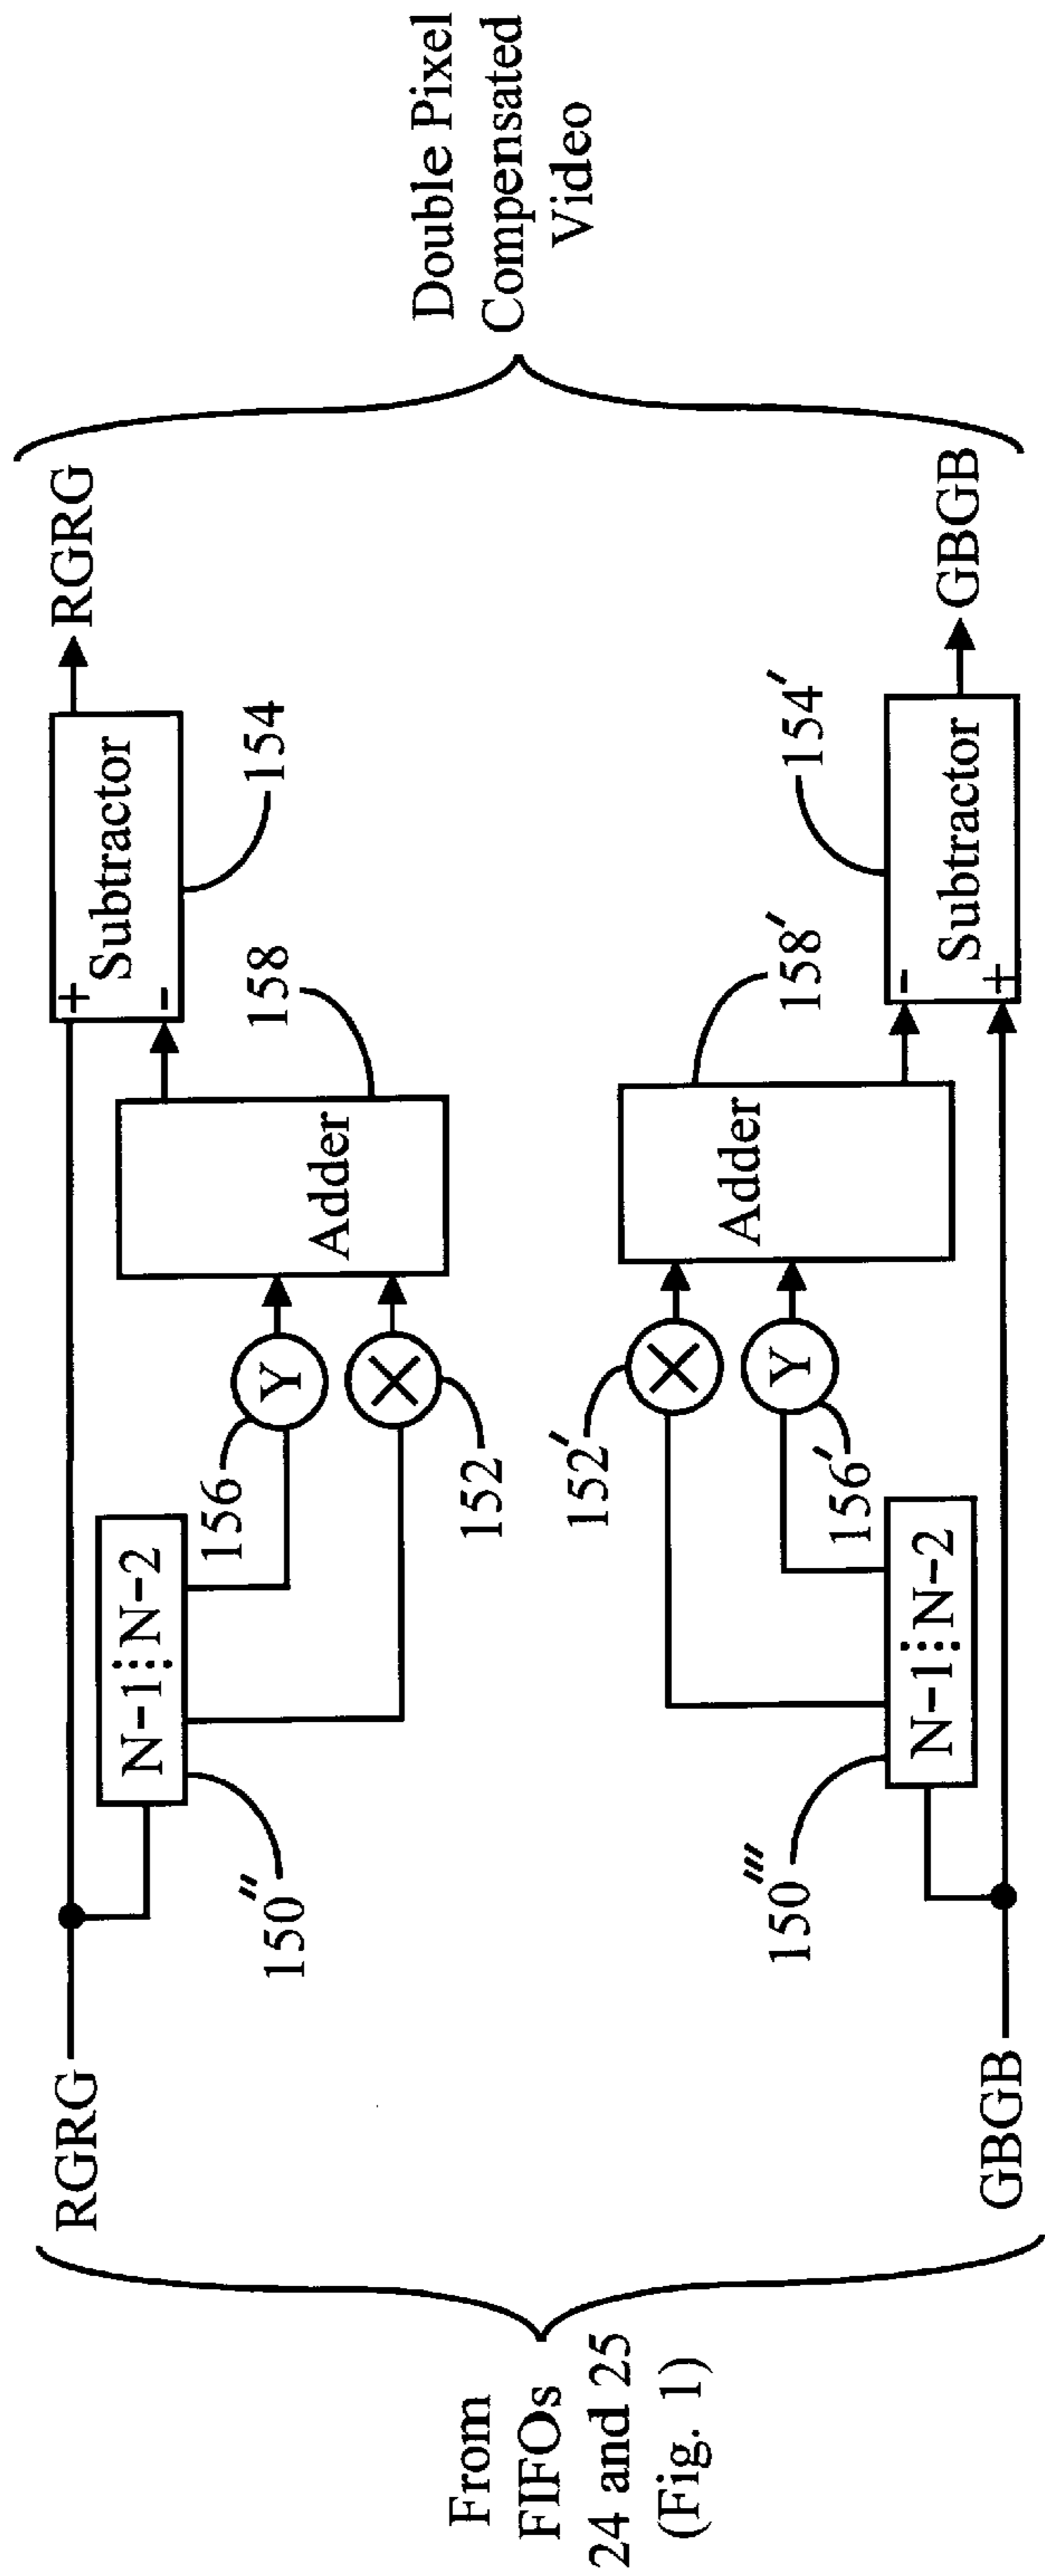 From
FIFOs
24 and 25
(Fig. 1)
RGRG
150''
N-1 N-2
156
Y
152
Adder
158
+
-
Subtractor
154
RGRG
GBGB
150'''
N-1 N-2
152'
156'
Y
Adder
158'
-
+
Subtractor
154'
GBGB
Double Pixel
Compensated
Video